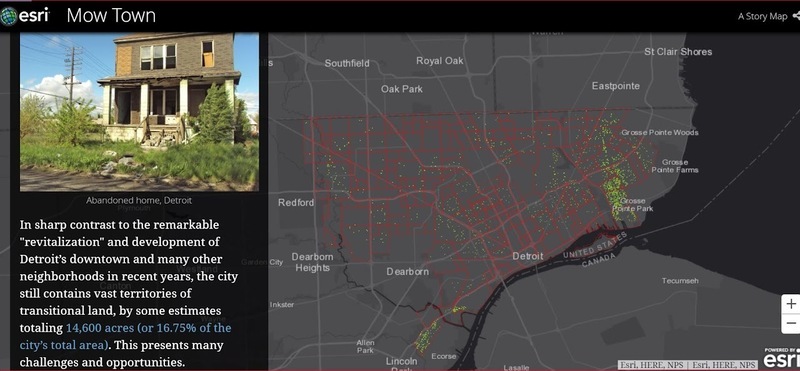 esri
Mow Town
A Story Map
Abandoned home, Detroit
In sharp contrast to the remarkable
"revitalization" and development of
Detroit's downtown and many other
neighborhoods in recent years, the city
still contains vast territories of
transitional land, by some estimates
totaling 14,600 acres (or 16.75% of the
city's total area). This presents many
challenges and opportunities.
St Clair Shores
Southfield
Royal Oak
Oak Park
Eastpointe
Grosse Pointe Woods
Grosse
Pointe Farms
Redford
Grosse
Pointe Park
Dearborn
Heights
Dearborn
Detroit
UNITED STATES
CANADA
Garden City
Westland
Canton
Plymouth
Tecumseh
Inkster
Allen
Park
Lincoln
Ecorse
Lasalle
+
−
POWERED BY
esri
Esri, HERE, NPS | Esri, HERE, NPS